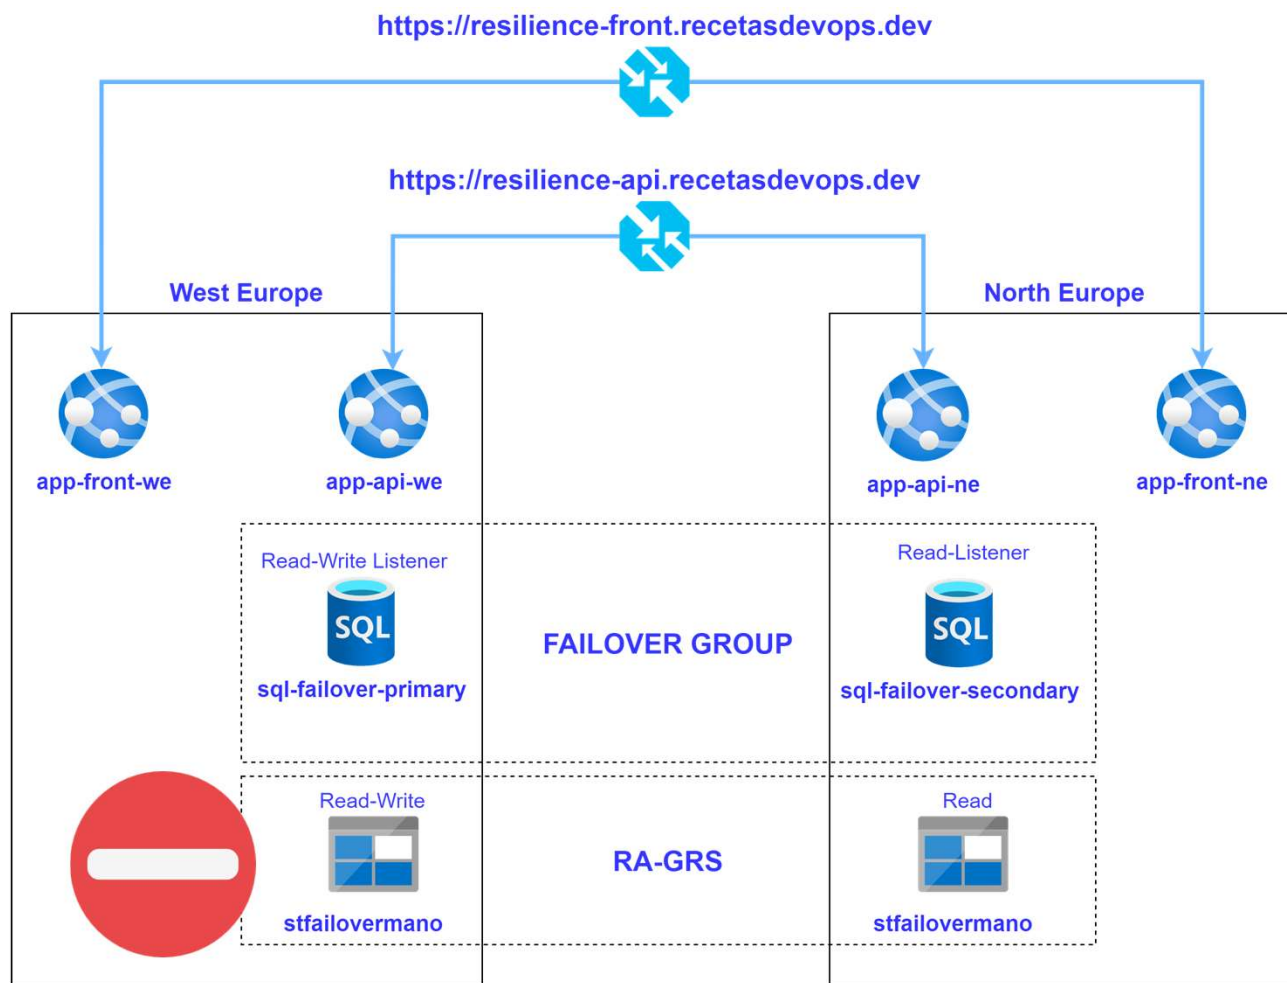 https://resilience-front.recetasdevops.dev
https://resilience-api.recetasdevops.dev
West Europe
North Europe
app-front-we
app-api-we
app-api-ne
app-front-ne
Read-Write Listener
Read-Listener
SQL
SQL
FAILOVER GROUP
sql-failover-primary
sql-failover-secondary
Read-Write
Read
RA-GRS
stfailovermano
stfailovermano